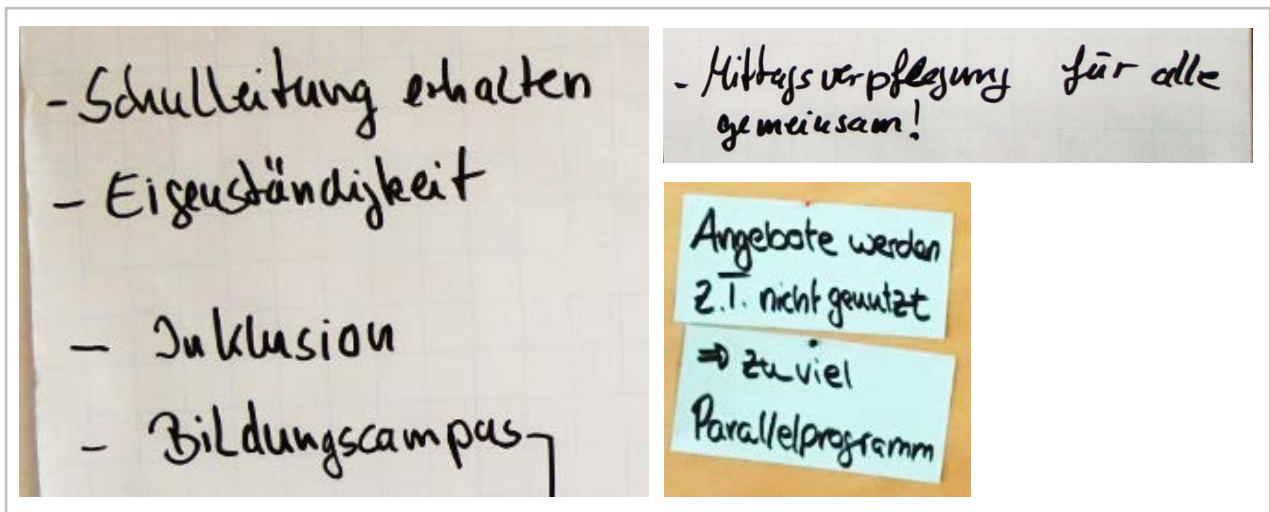 - Schulleitung erhalten
- Eigenständigkeit
- Inklusion
- Bildungscampus
- Mittagsverpflegung für alle
gemeinsam!
Angebote werden
z.T. nicht genutzt
⇒ zu viel
Parallelprogramm